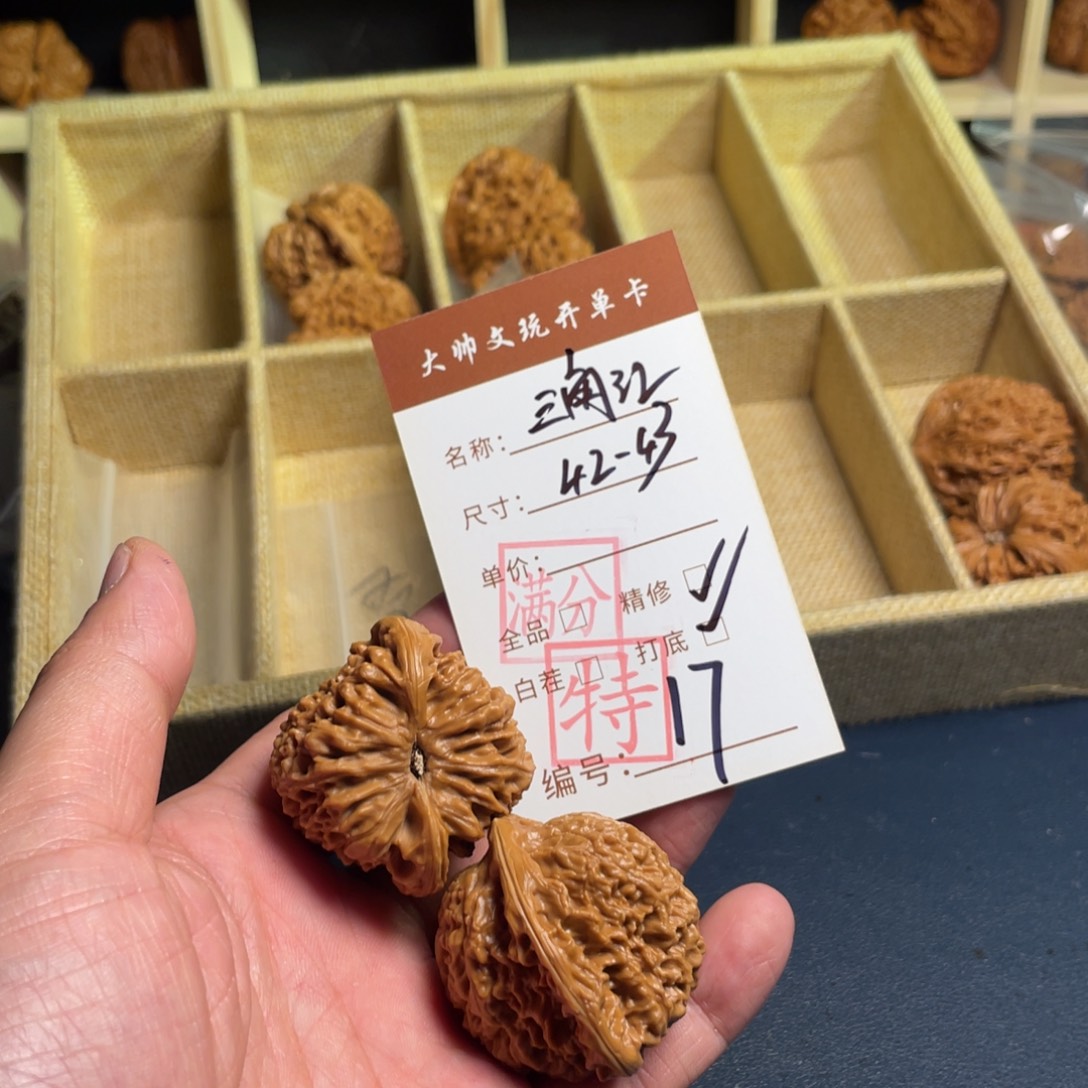 大帅文玩开单卡
名称：三角江
尺寸：42-43
单价：
满分
全品 □ 精修 □ ✓
白茬 □ 打底 □ ✓
特
编号：17